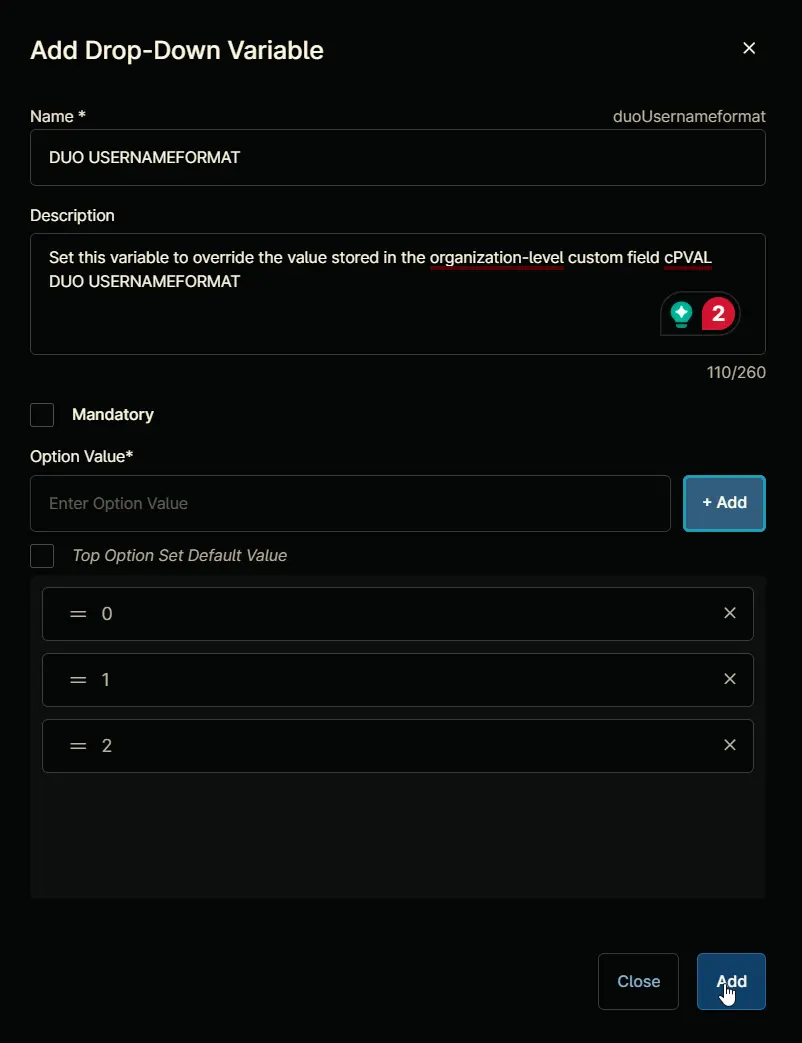 Add Drop-Down Variable
Name *
duoUsernameformat
DUO USERNAMEFORMAT
Description
Set this variable to override the value stored in the organization-level custom field cPVAL
DUO USERNAMEFORMAT
2
110/260
Mandatory
Option Value*
Enter Option Value
+ Add
Top Option Set Default Value
0
1
2
Close
Add